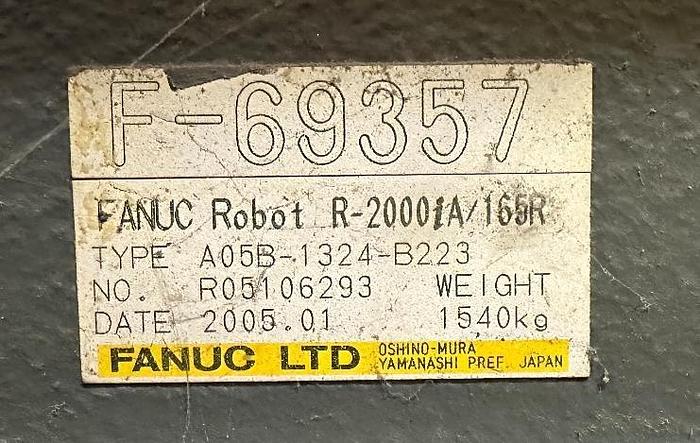 F-69357
FANUC Robot R-2000iA/165R
TYPE A05B-1324-B223
NO. R05106293 WEIGHT
DATE 2005.01 1540kg
FANUC LTD OSHINO-MURA
YAMANASHI PREF. JAPAN